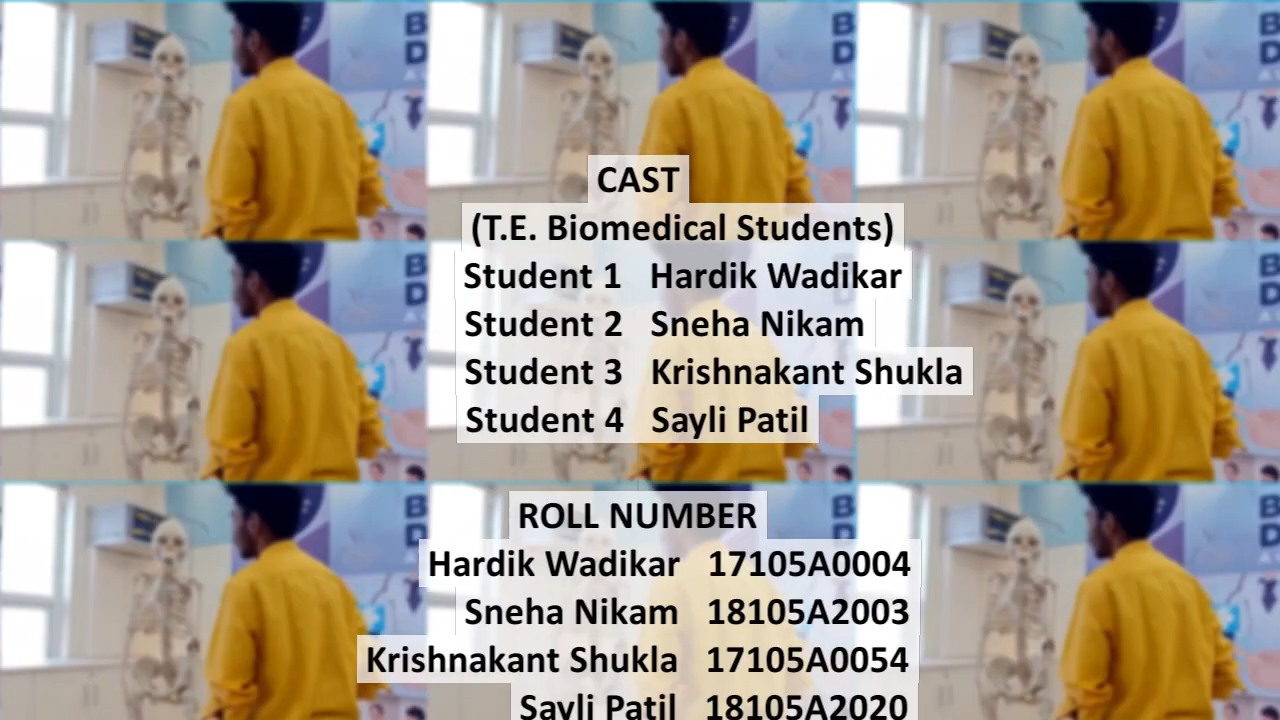 CAST
(T.E. Biomedical Students)
Student 1 Hardik Wadikar
Student 2 Sneha Nikam
Student 3 Krishnakant Shukla
Student 4 Sayli Patil
ROLL NUMBER
Hardik Wadikar 17105A0004
Sneha Nikam 18105A2003
Krishnakant Shukla 17105A0054
Sayli Patil 18105A2020